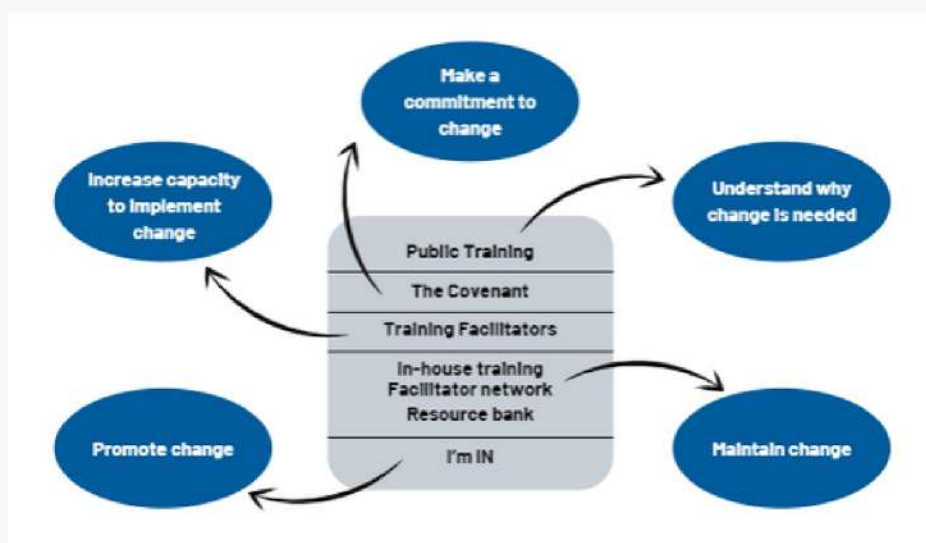 Make a
commitment to
change
Increase capacity
to implement
change
Understand why
change is needed
Public Training
The Covenant
Training Facilitators
In-house training
Facilitator network
Resource bank
I'm IN
Promote change
Maintain change